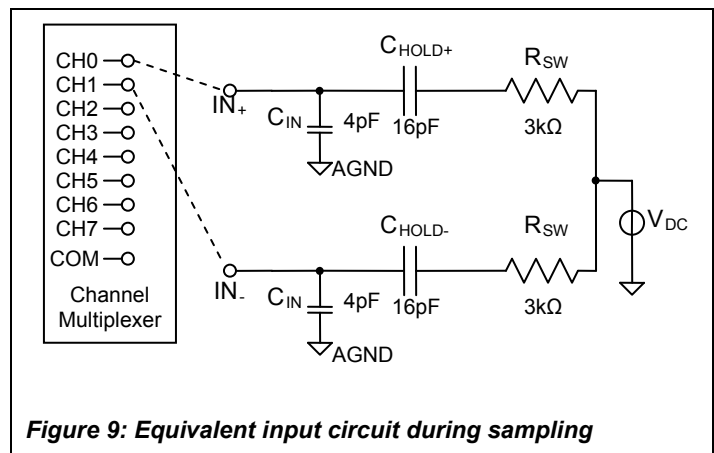 CH0
CH1
CH2
CH3
CH4
CH5
CH6
CH7
COM
Channel
Multiplexer
IN+
CIN
4pF
AGND
CHOLD+
16pF
RSW
3kΩ
IN-
CIN
4pF
AGND
CHOLD-
16pF
RSW
3kΩ
VDC
Figure 9: Equivalent input circuit during sampling